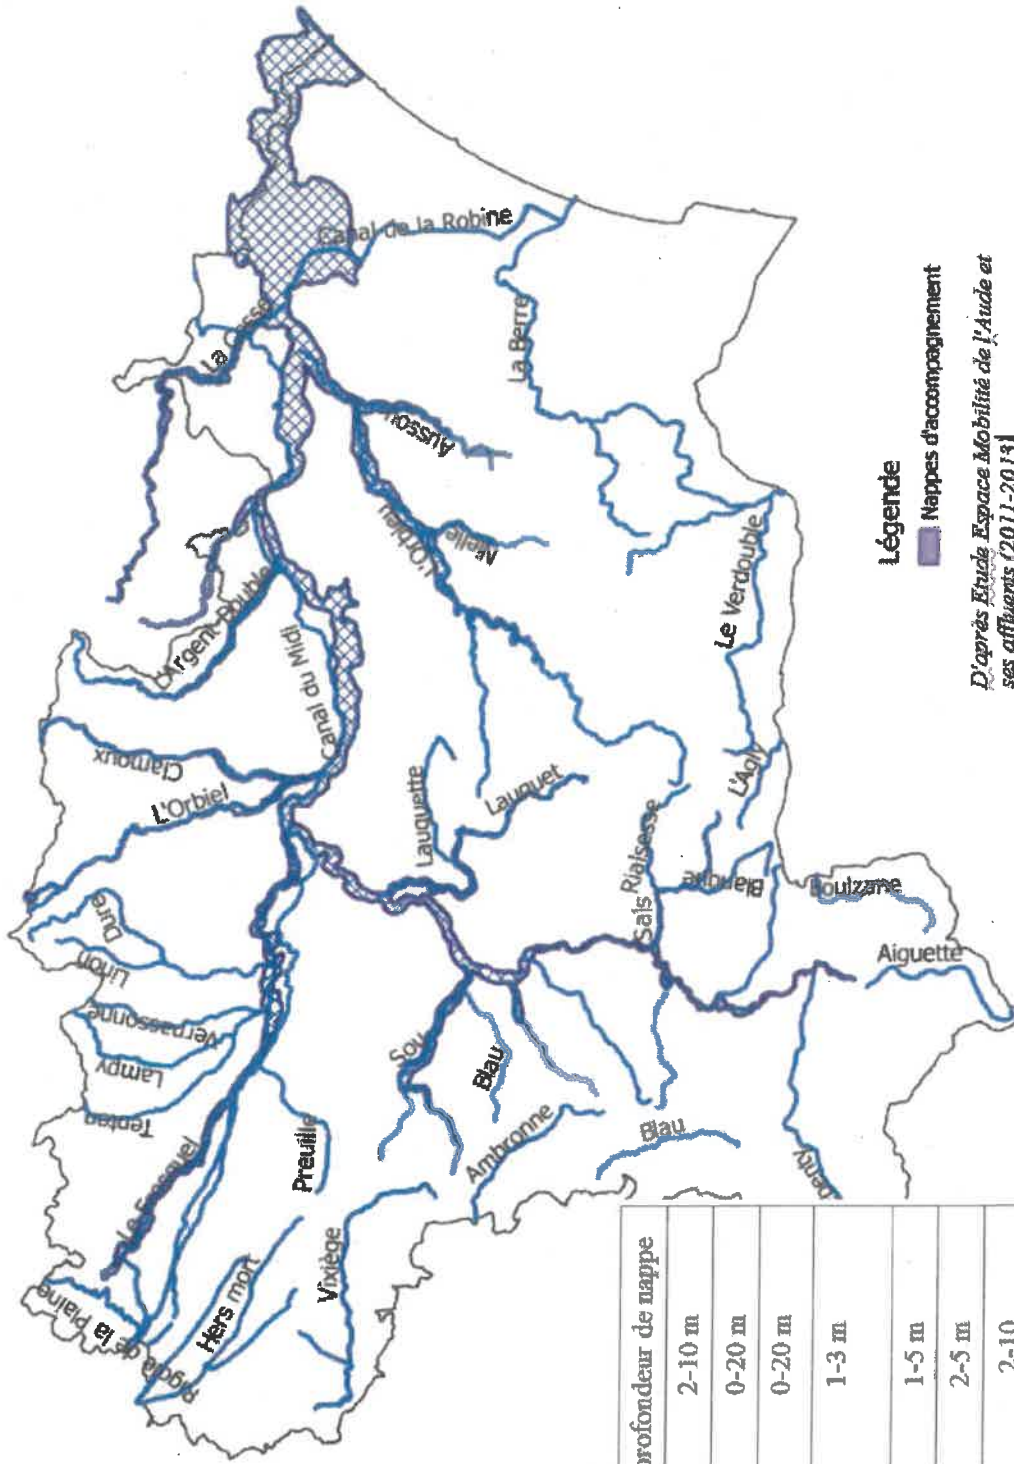 Canal de la Robine
La Cesse
La Berre
Aussou
Nielle
L'Orbieu
L'Argent-Double
Canal du Midi
Clamoux
L'Orbiel
Le Verdouble
L'Agly
Lauquette
Lauquet
Sals Rialsesse
Blanque
Boulzane
Aiguette
Dure
Linon
Vernassonne
Lampy
Tenten
Le Fresquel
Rigole de la Plaine
Hers mort
Preuille
Vixiège
Sou
Blau
Ambronne
Blau
Légende
Nappes d'accompagnement
D'après Etude Espace Mobilité de l'Aude et
ses affluents (2011-2013)
profondeur de nappe
2-10 m
0-20 m
0-20 m
1-3 m
1-5 m
2-5 m
2-10